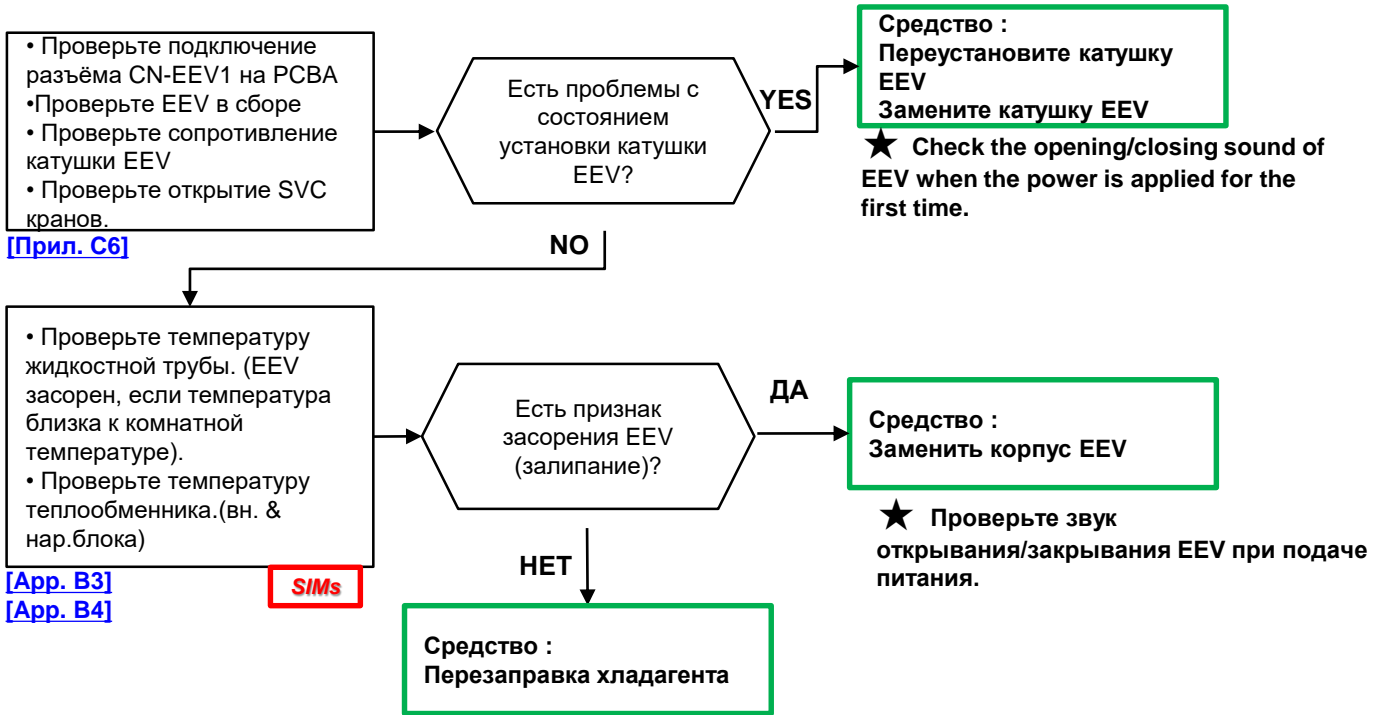 • Проверьте подключение
разъёма CN-EEV1 на PCBA
•Проверьте EEV в сборе
• Проверьте сопротивление
катушки EEV
• Проверьте открытие SVC
кранов.
[Прил. C6]
Есть проблемы с
состоянием
установки катушки
EEV?
YES
Средство :
Переустановите катушку
EEV
Замените катушку EEV
★ Check the opening/closing sound of
EEV when the power is applied for the
first time.
NO
• Проверьте температуру
жидкостной трубы. (EEV
засорен, если температура
близка к комнатной
температуре).
• Проверьте температуру
теплообменника.(вн. &
нар.блока)
[App. B3]
[App. B4]
SIMs
Есть признак
засорения EEV
(залипание)?
ДА
Средство :
Заменить корпус EEV
★ Проверьте звук
открывания/закрывания EEV при подаче
питания.
НЕТ
Средство :
Перезаправка хладагента